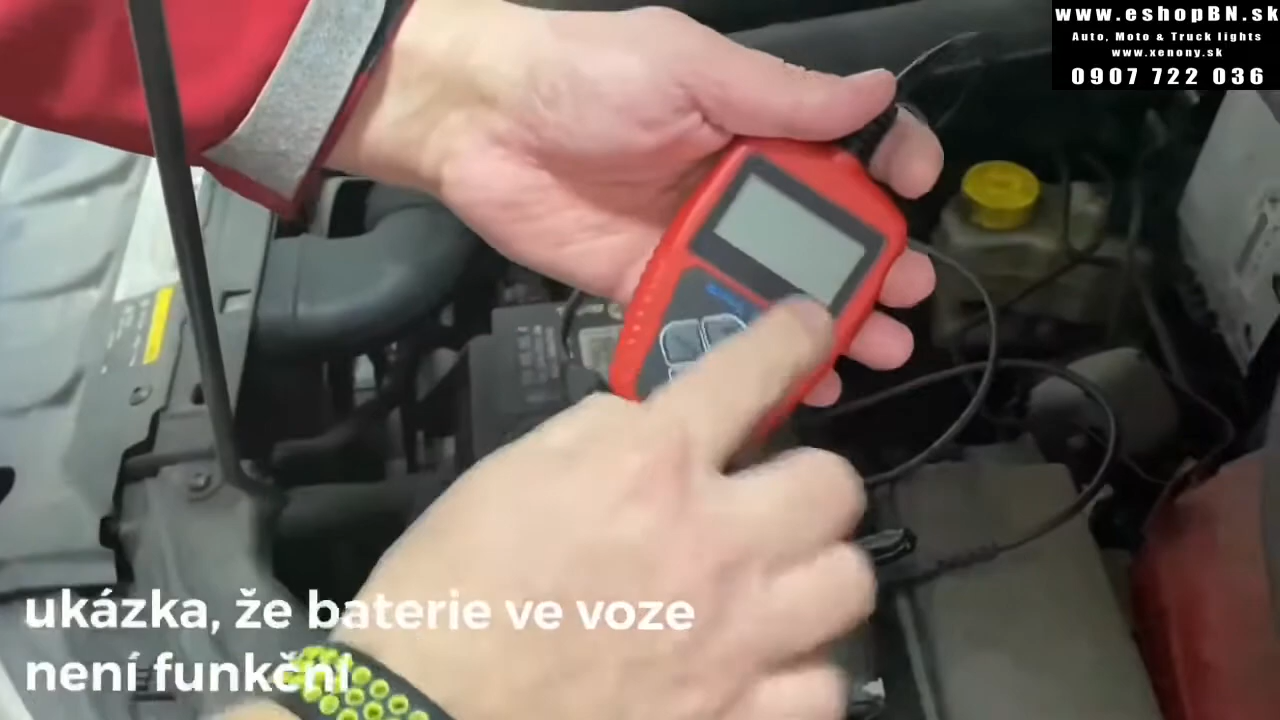 www.eshopBN.sk
Auto, Moto & Truck lights
www.xenony.sk
0907 722 036
ukázka, že baterie ve voze
není funkční